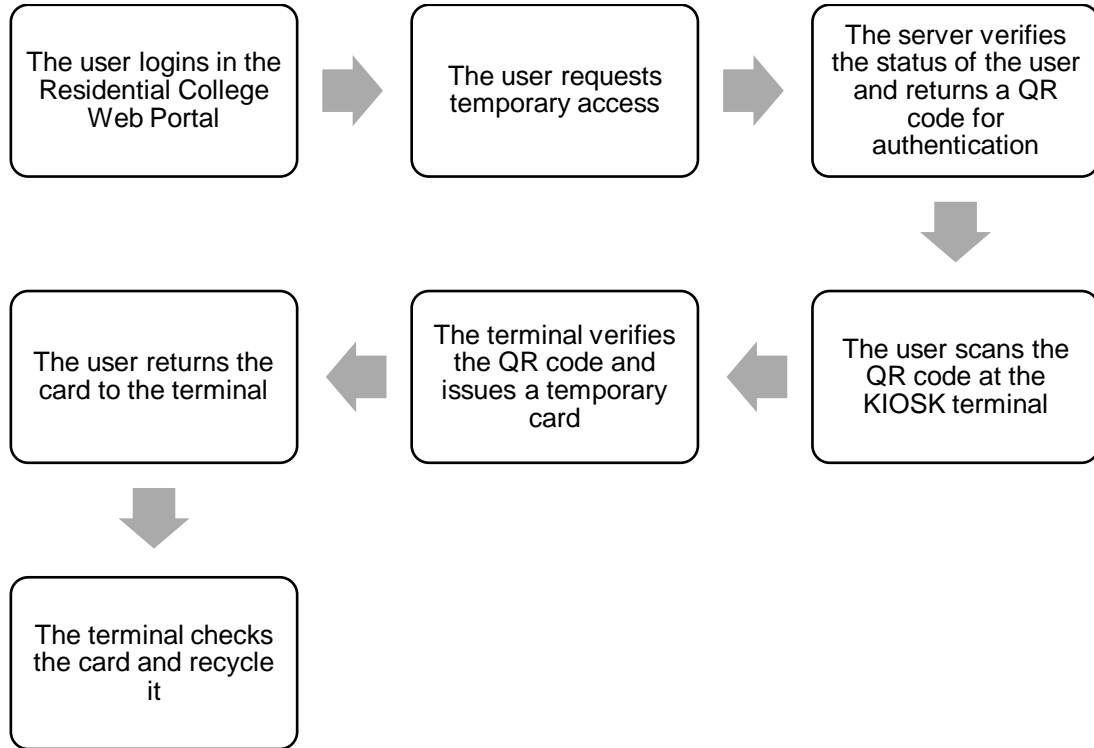 The user logins in the
Residential College
Web Portal
The user requests
temporary access
The server verifies
the status of the user
and returns a QR
code for
authentication
The user scans the
QR code at the
KIOSK terminal
The terminal verifies
the QR code and
issues a temporary
card
The user returns the
card to the terminal
The terminal checks
the card and recycle
it